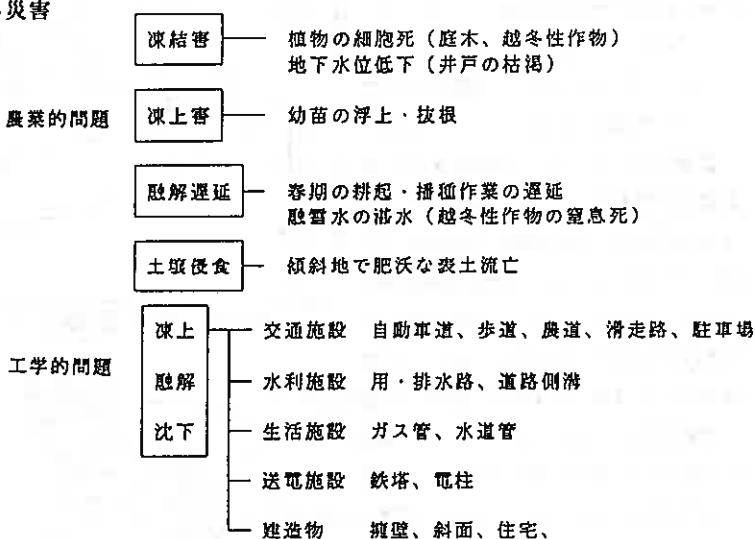 災害
凍結害 植物の細胞死（庭木、越冬性作物）
地下水位低下（井戸の枯渇）
農業的問題 凍上害 幼苗の浮上・抜根
融解遅延 春期の耕起・播種作業の遅延
融雪水の滞水（越冬性作物の窒息死）
土壌侵食 傾斜地で肥沃な表土流亡
凍上 交通施設 自動車道、歩道、農道、滑走路、駐車場
工学的問題
融解 水利施設 用・排水路、道路側溝
沈下 生活施設 ガス管、水道管
送電施設 鉄塔、電柱
建造物 擁壁、斜面、住宅、